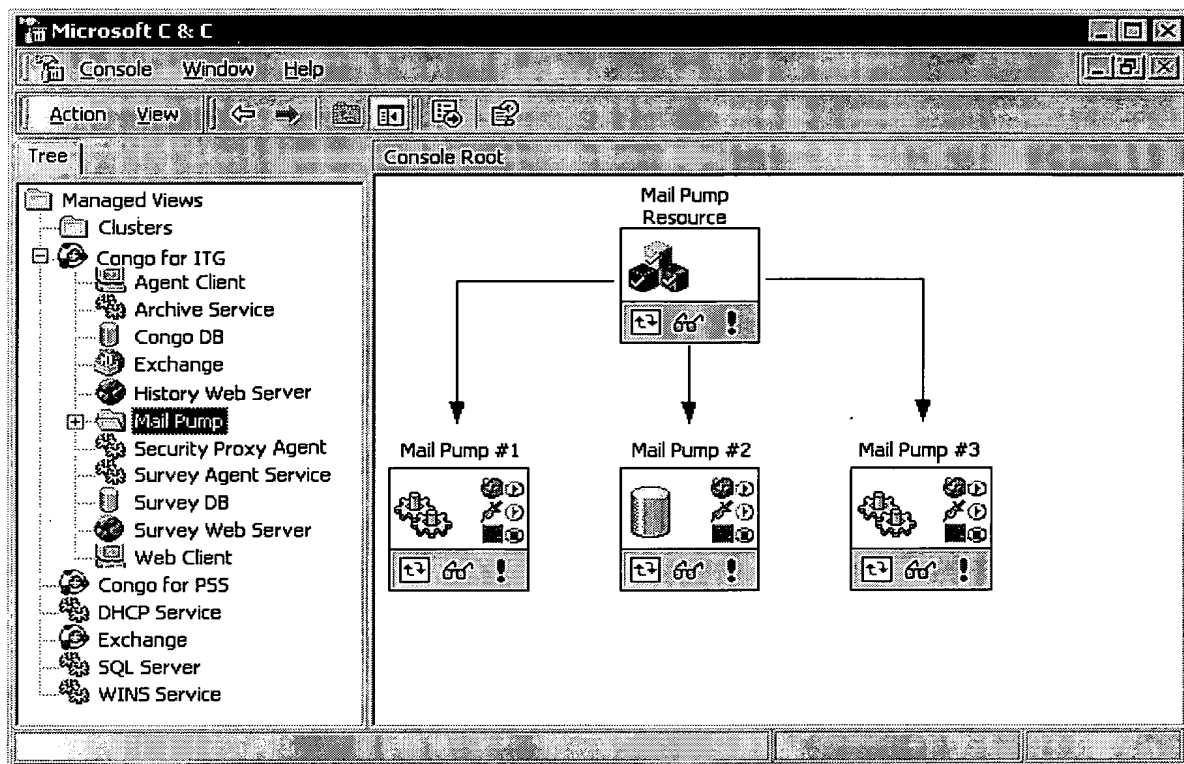 Microsoft C & C
Console Window Help
Action View
Tree
Console Root
Managed Views
Clusters
Congo for ITG
Agent Client
Archive Service
Congo DB
Exchange
History Web Server
Mail Pump
Security Proxy Agent
Survey Agent Service
Survey DB
Survey Web Server
Web Client
Congo for PSS
DHCP Service
Exchange
SQL Server
WINS Service
Mail Pump
Resource
Mail Pump #1
Mail Pump #2
Mail Pump #3